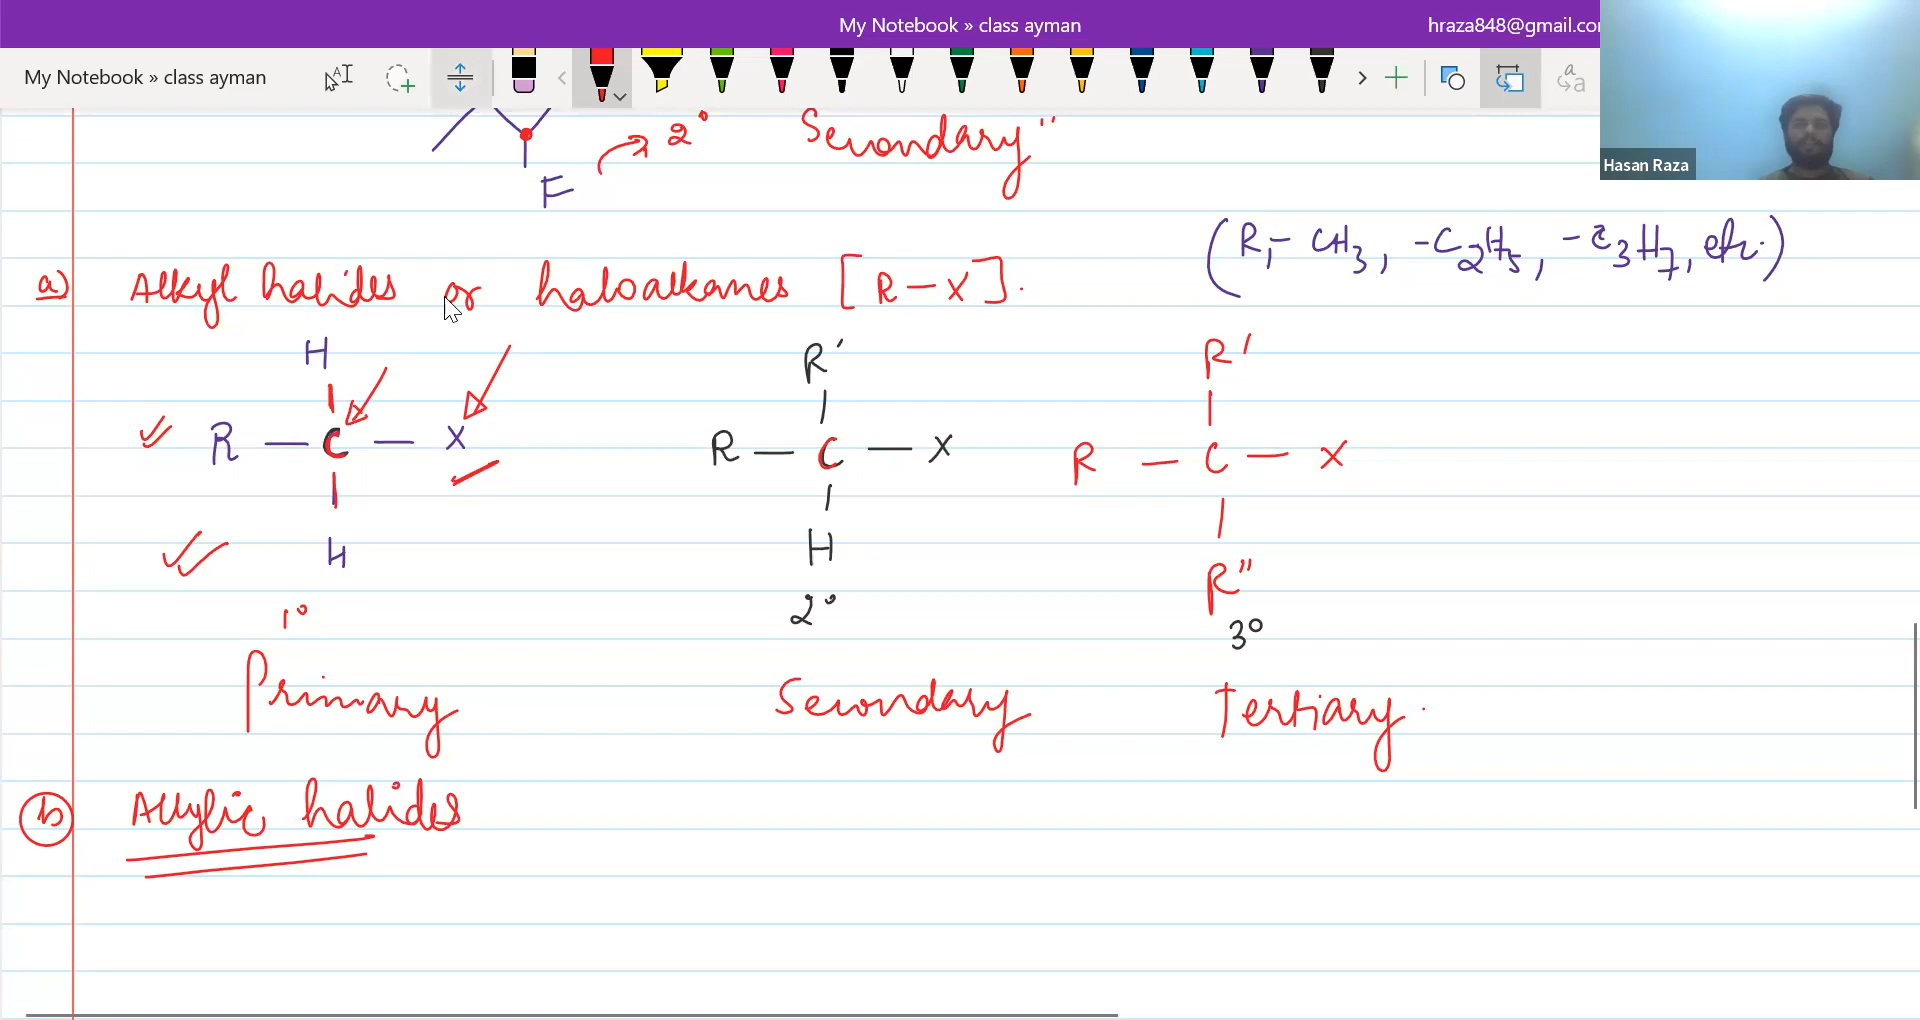 My Notebook » class ayman
hraza848@gmail.co
My Notebook » class ayman
Hasan Raza
2° Secondary"
F
(R, - CH3, -C2H5, -C3H7, etc.)
a) Alkyl halides or haloalkanes [R-X].
H R' R'
R — C — X R — C — X R — C — X
H H R"
1° 2° 3°
Primary Secondary Tertiary.
b) Allylic halides